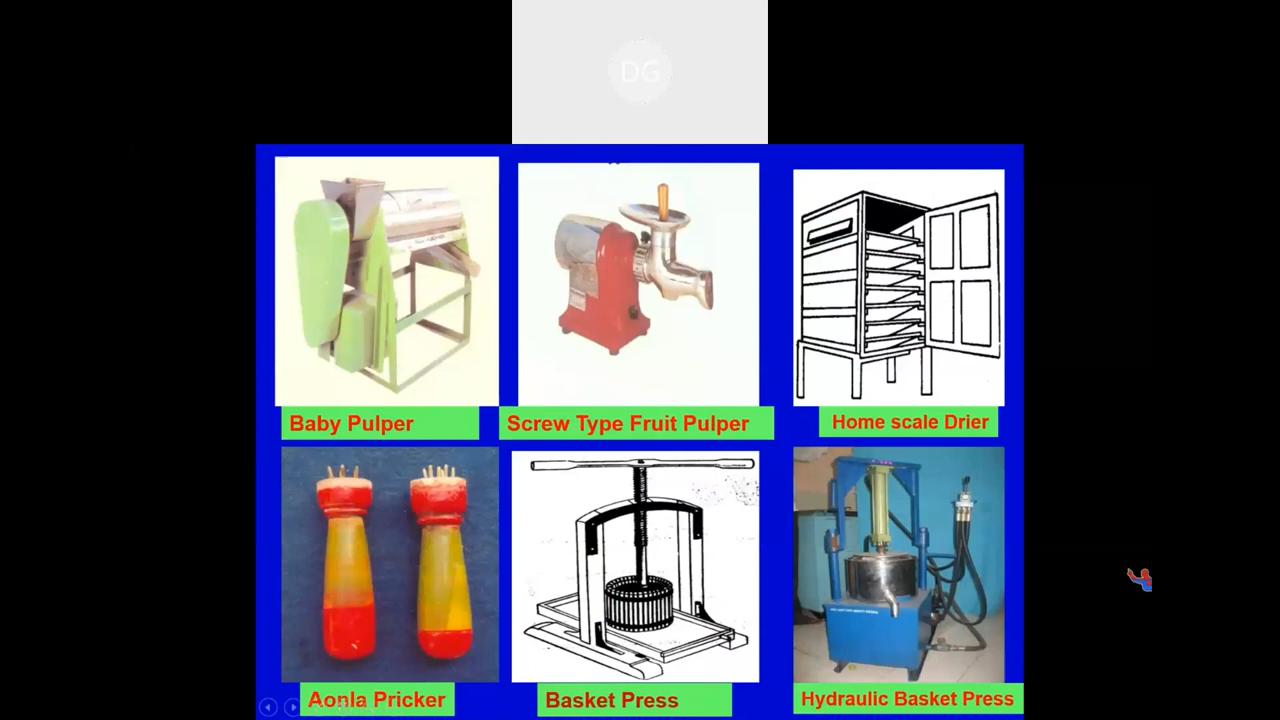 DG
Baby Pulper
Screw Type Fruit Pulper
Home scale Drier
Aonla Pricker
Basket Press
Hydraulic Basket Press